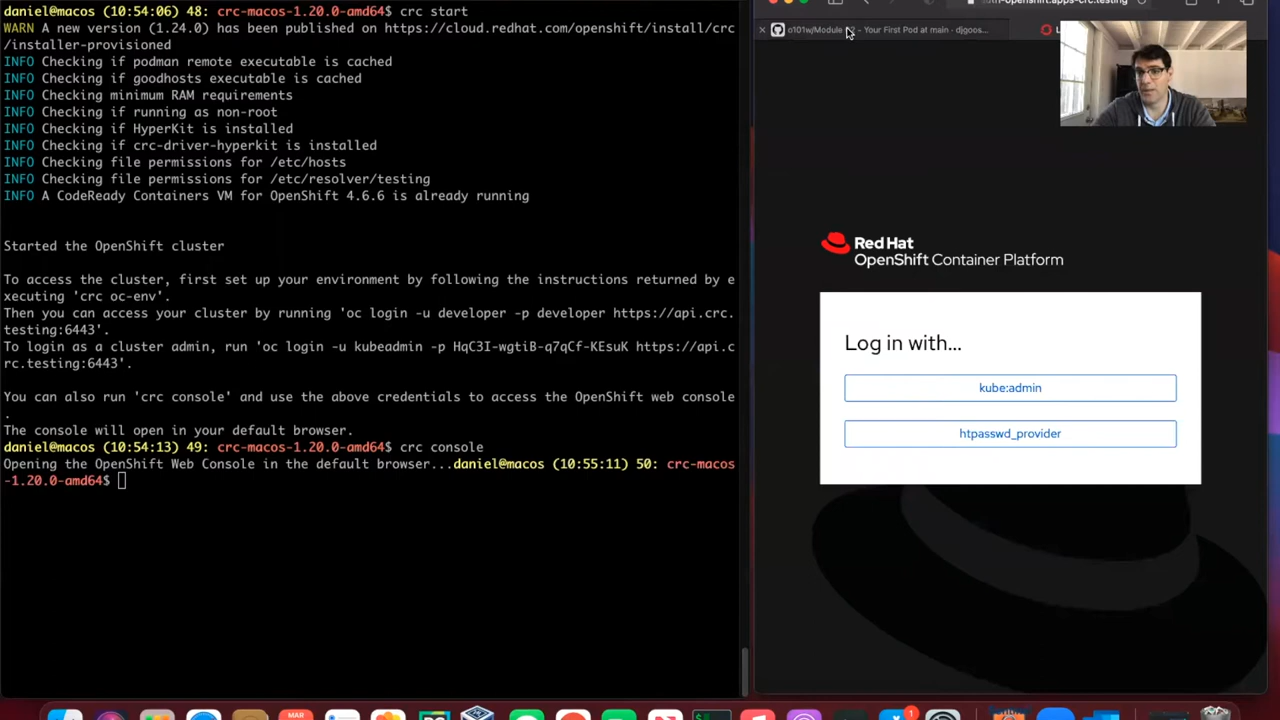 daniel@macos (10:54:06) 48: crc-macos-1.20.0-amd64$ crc start
WARN A new version (1.24.0) has been published on https://cloud.redhat.com/openshift/install/crc
/installer-provisioned
INFO Checking if podman remote executable is cached
INFO Checking if goodhosts executable is cached
INFO Checking minimum RAM requirements
INFO Checking if running as non-root
INFO Checking if HyperKit is installed
INFO Checking if crc-driver-hyperkit is installed
INFO Checking file permissions for /etc/hosts
INFO Checking file permissions for /etc/resolver/testing
INFO A CodeReady Containers VM for OpenShift 4.6.6 is already running
Started the OpenShift cluster
To access the cluster, first set up your environment by following the instructions returned by e
xecuting 'crc oc-env'.
Then you can access your cluster by running 'oc login -u developer -p developer https://api.crc.
testing:6443'.
To login as a cluster admin, run 'oc login -u kubeadmin -p HqC3I-wgtiB-q7qCf-KEsuK https://api.c
rc.testing:6443'.
You can also run 'crc console' and use the above credentials to access the OpenShift web console
.
The console will open in your default browser.
daniel@macos (10:54:13) 49: crc-macos-1.20.0-amd64$ crc console
Opening the OpenShift Web Console in the default browser...daniel@macos (10:55:11) 50: crc-macos
-1.20.0-amd64$
o101w/Module - Your First Pod at main · djgoos...
Red Hat
OpenShift Container Platform
Log in with...
kube:admin
htpasswd_provider
MAR